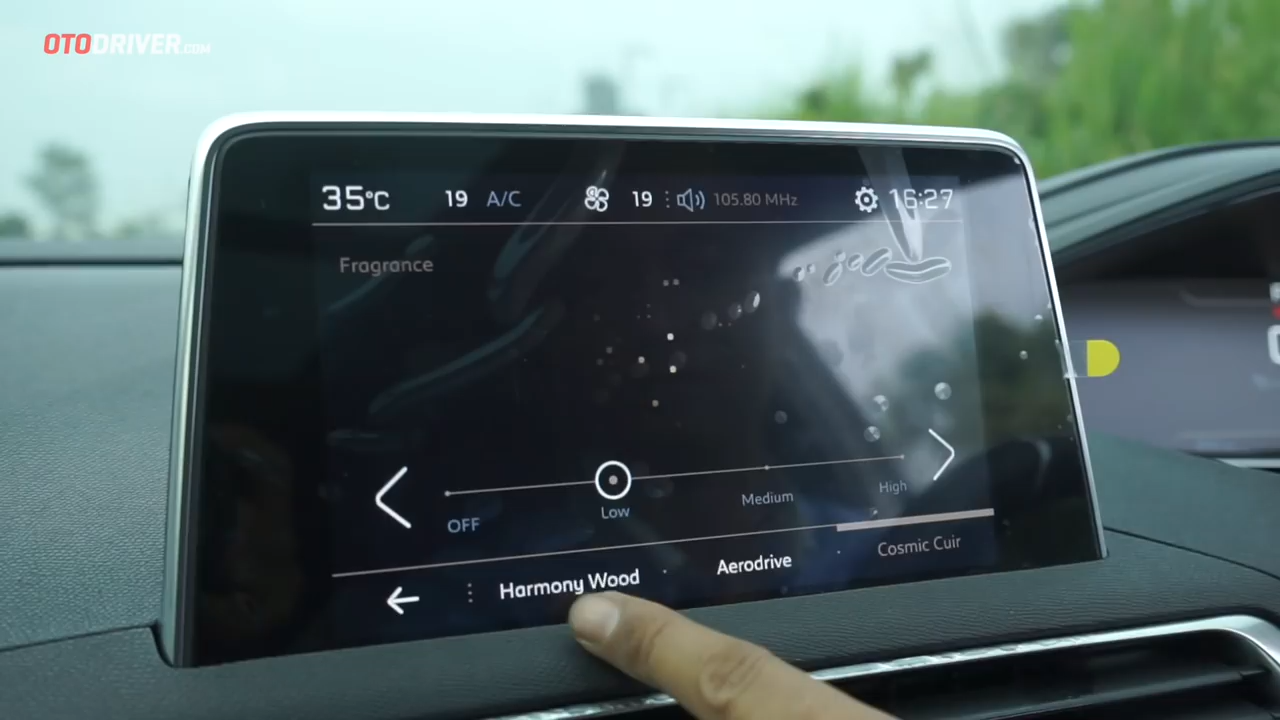 OTODRIVER.COM
35°C 19 A/C 19 105.80 MHz 16:27
Fragrance
OFF Low Medium High
Harmony Wood Aerodrive Cosmic Cuir